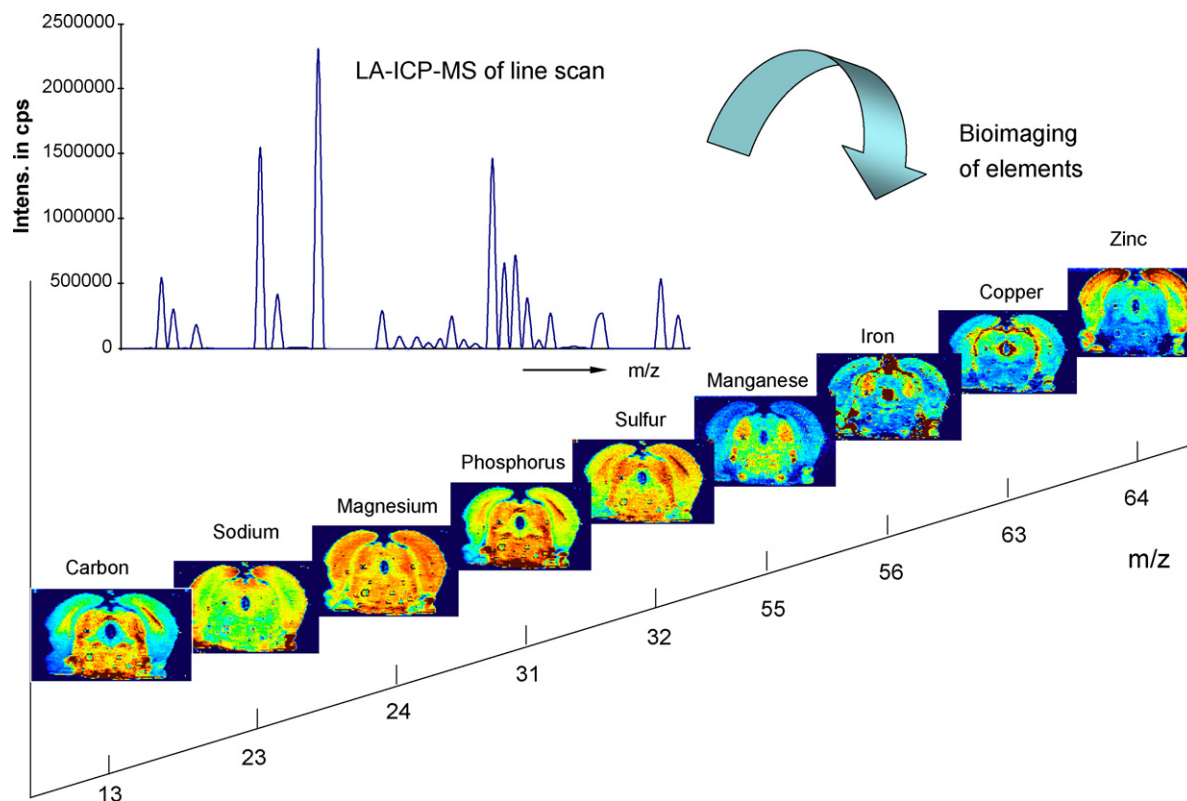 2500000
2000000
1500000
1000000
500000
0
Intens. in cps
LA-ICP-MS of line scan
m/z
Bioimaging
of elements
Zinc
Copper
Iron
Manganese
Sulfur
Phosphorus
Magnesium
Sodium
Carbon
13
23
24
31
32
55
56
63
64
m/z